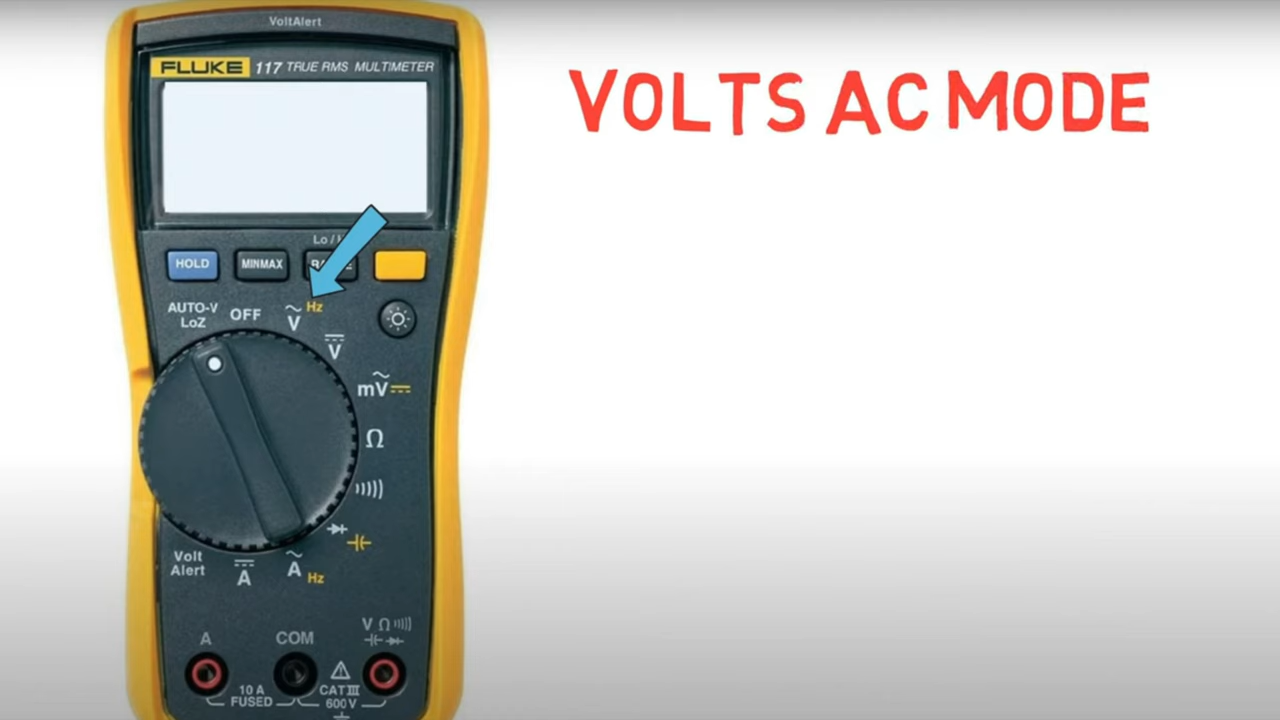 VoltAlert
FLUKE 117 TRUE RMS MULTIMETER
VOLTS AC MODE
Lo /
HOLD
MINMAX
AUTO-V
LoZ
OFF
V
Hz
V
mV
Ω
Volt
Alert
A
A
Hz
A
COM
V Ω
10 A
FUSED
CAT III
600V